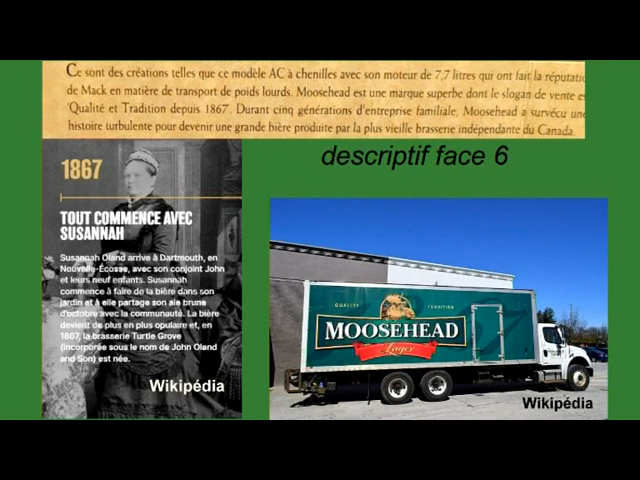 Ce sont des créations telles que ce modèle AC à chenilles avec son moteur de 7,7 litres qui ont fait la réputatio
de Mack en matière de transport de poids lourds. Moosehead est une marque superbe dont le slogan de vente es
'Qualité et Tradition depuis 1867'. Durant cinq générations d'entreprise familiale, Moosehead a survécu une
histoire turbulente pour devenir une grande bière produite par la plus vieille brasserie indépendante du Canada.
descriptif face 6
1867
TOUT COMMENCE AVEC
SUSANNAH
Susannah Oland arrive à Dartmouth, en
Nouvelle-Écosse, avec son conjoint John
et leurs neuf enfants. Susannah
commence à faire de la bière dans son
jardin et à elle partage son ale brune
d'octobre avec la communauté. La bière
devient de plus en plus opulaire et, en
1867, la brasserie Turtle Grove
(incorporée sous le nom de John Oland
and Son) est née.
Wikipédia
QUALITY TRADITION
MOOSEHEAD
Lager
Wikipédia